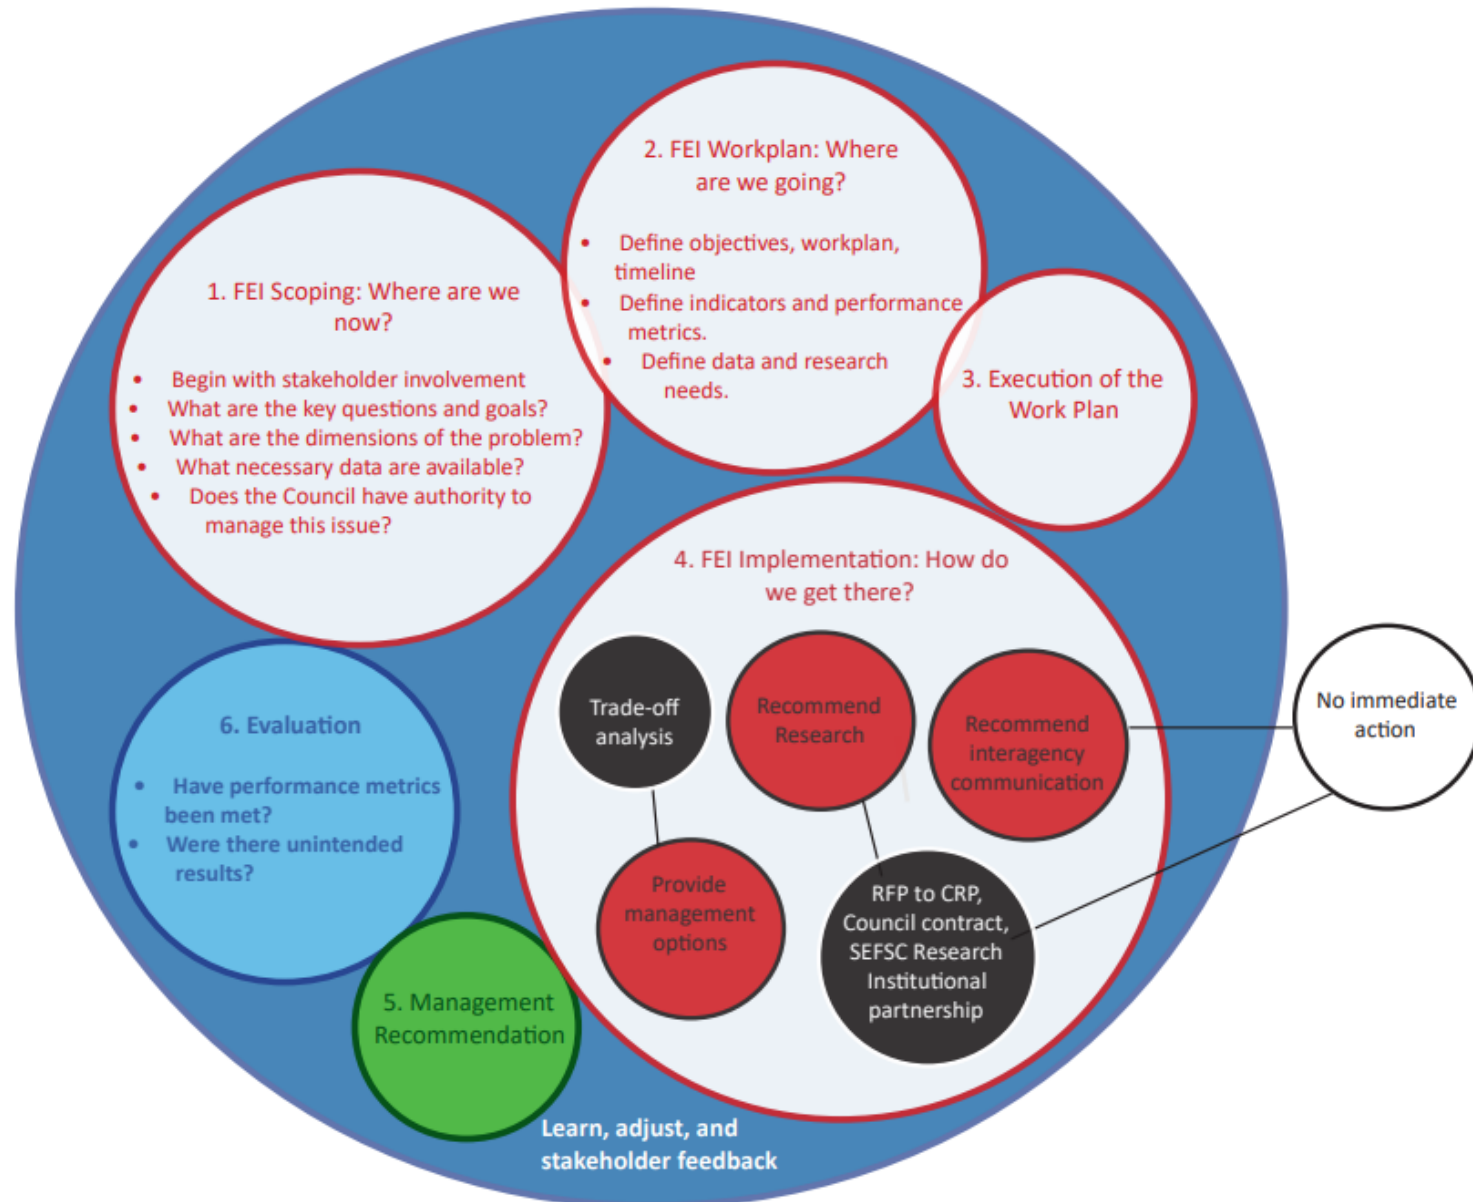 1. FEI Scoping: Where are we
now?
• Begin with stakeholder involvement
• What are the key questions and goals?
• What are the dimensions of the problem?
• What necessary data are available?
• Does the Council have authority to
manage this issue?
2. FEI Workplan: Where
are we going?
• Define objectives, workplan,
timeline
• Define indicators and performance
metrics.
• Define data and research
needs.
3. Execution of the
Work Plan
4. FEI Implementation: How do
we get there?
Trade-off
analysis
Recommend
Research
Recommend
interagency
communication
Provide
management
options
RFP to CRP,
Council contract,
SEFSC Research
Institutional
partnership
No immediate
action
5. Management
Recommendation
6. Evaluation
• Have performance metrics
been met?
• Were there unintended
results?
Learn, adjust, and
stakeholder feedback